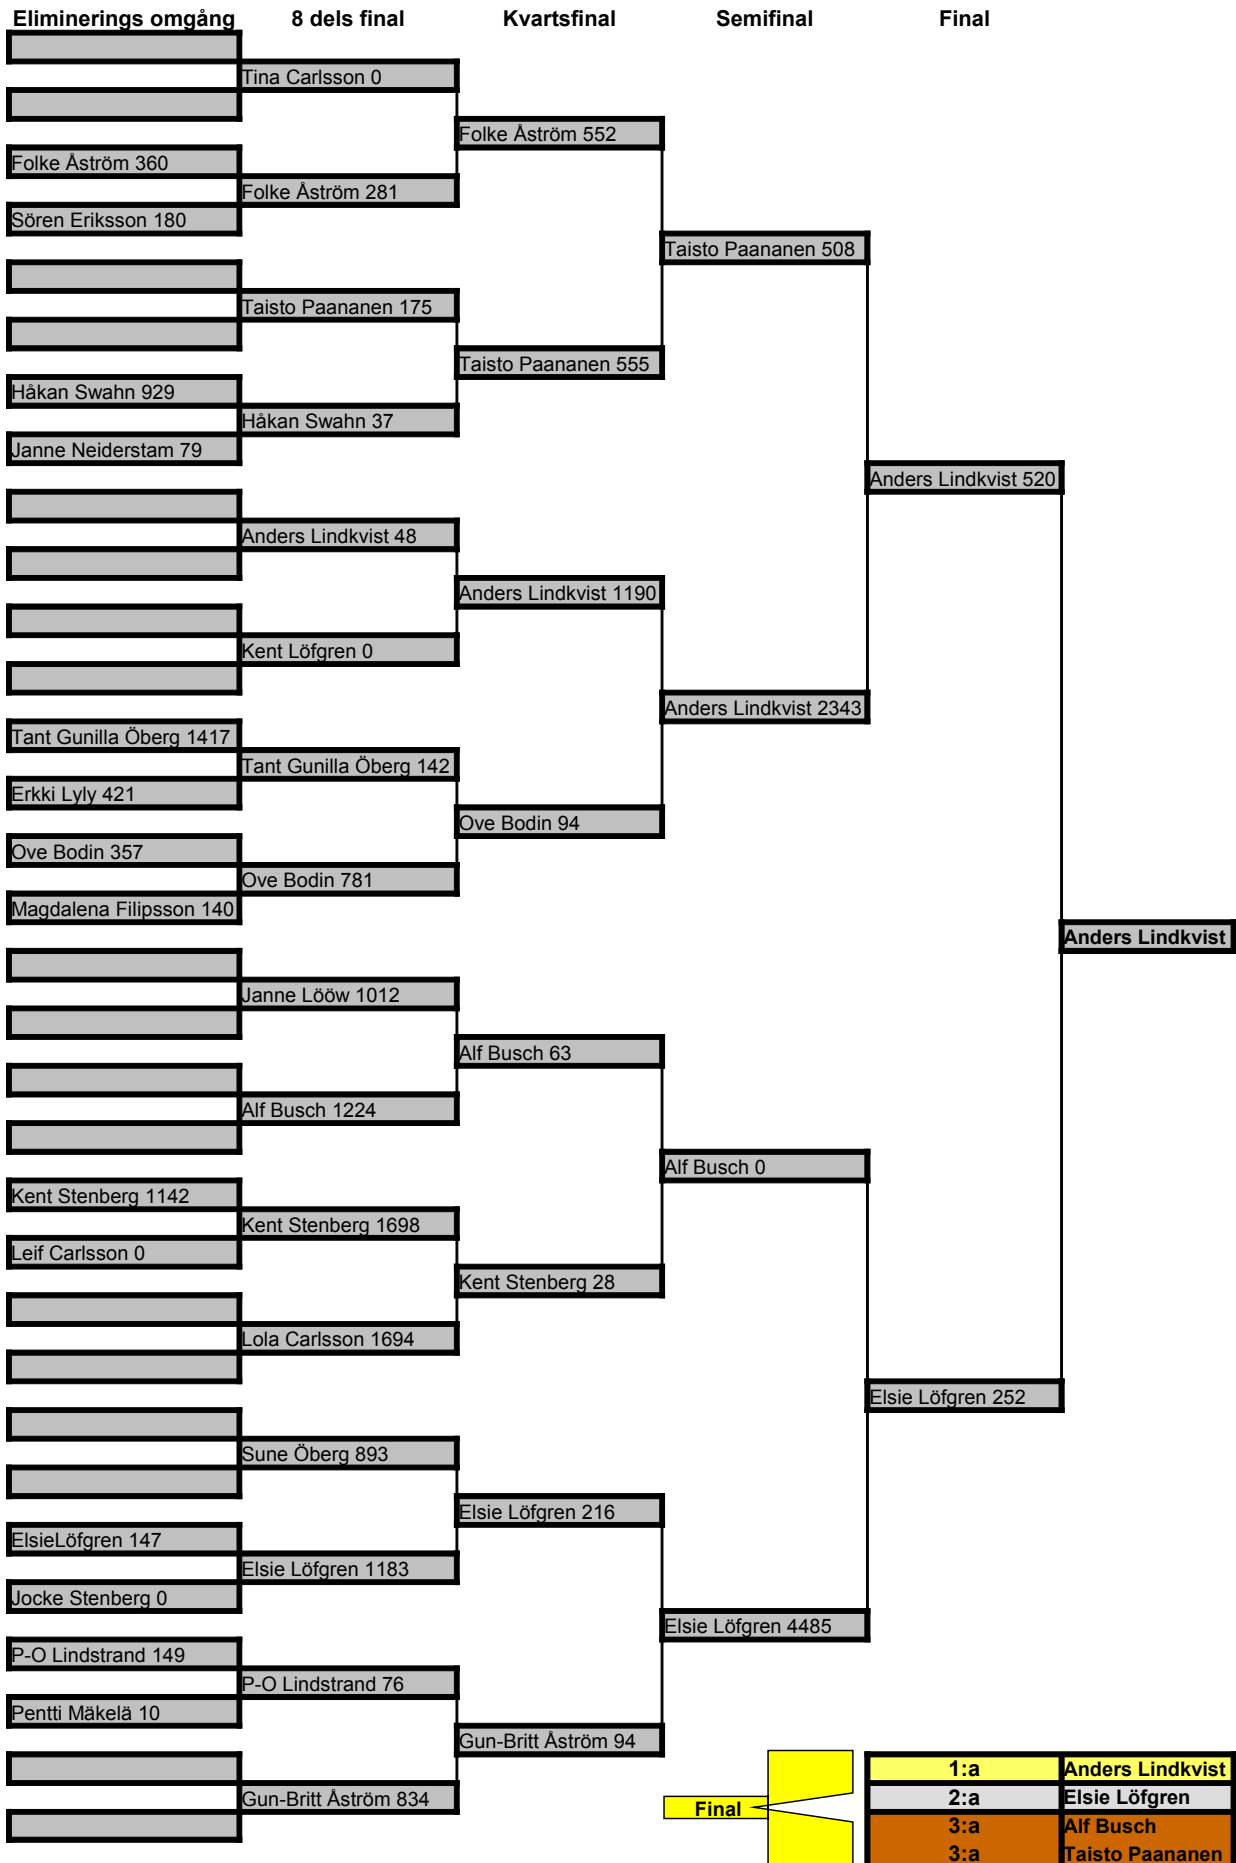 Eliminerings omgång 8 dels final Kvartsfinal Semifinal Final
Tina Carlsson 0
Folke Åström 552
Folke Åström 360
Folke Åström 281
Sören Eriksson 180
Taisto Paananen 508
Taisto Paananen 175
Taisto Paananen 555
Håkan Swahn 929
Håkan Swahn 37
Janne Neiderstam 79
Anders Lindkvist 520
Anders Lindkvist 48
Anders Lindkvist 1190
Kent Löfgren 0
Anders Lindkvist 2343
Tant Gunilla Öberg 1417
Tant Gunilla Öberg 142
Erkki Lyly 421
Ove Bodin 94
Ove Bodin 357
Ove Bodin 781
Magdalena Filipsson 140
Anders Lindkvist
Janne Lööw 1012
Alf Busch 63
Alf Busch 1224
Alf Busch 0
Kent Stenberg 1142
Kent Stenberg 1698
Leif Carlsson 0
Kent Stenberg 28
Lola Carlsson 1694
Elsie Löfgren 252
Sune Öberg 893
Elsie Löfgren 216
ElsieLöfgren 147
Elsie Löfgren 1183
Jocke Stenberg 0
Elsie Löfgren 4485
P-O Lindstrand 149
P-O Lindstrand 76
Pentti Mäkelä 10
Gun-Britt Åström 94
1:a Anders Lindkvist
Gun-Britt Åström 834
2:a Elsie Löfgren
Final
3:a Alf Busch
3:a Taisto Paananen